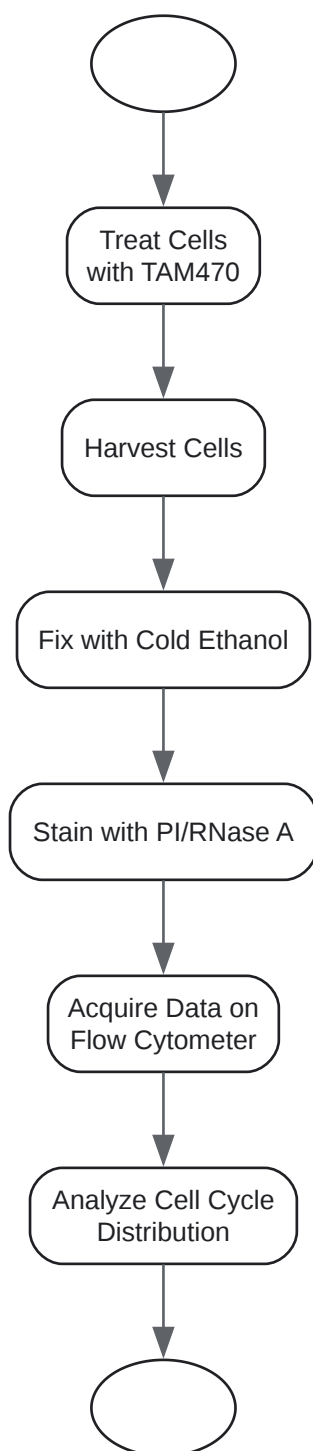 Treat Cells
with TAM470
Harvest Cells
Fix with Cold Ethanol
Stain with PI/RNase A
Acquire Data on
Flow Cytometer
Analyze Cell Cycle
Distribution